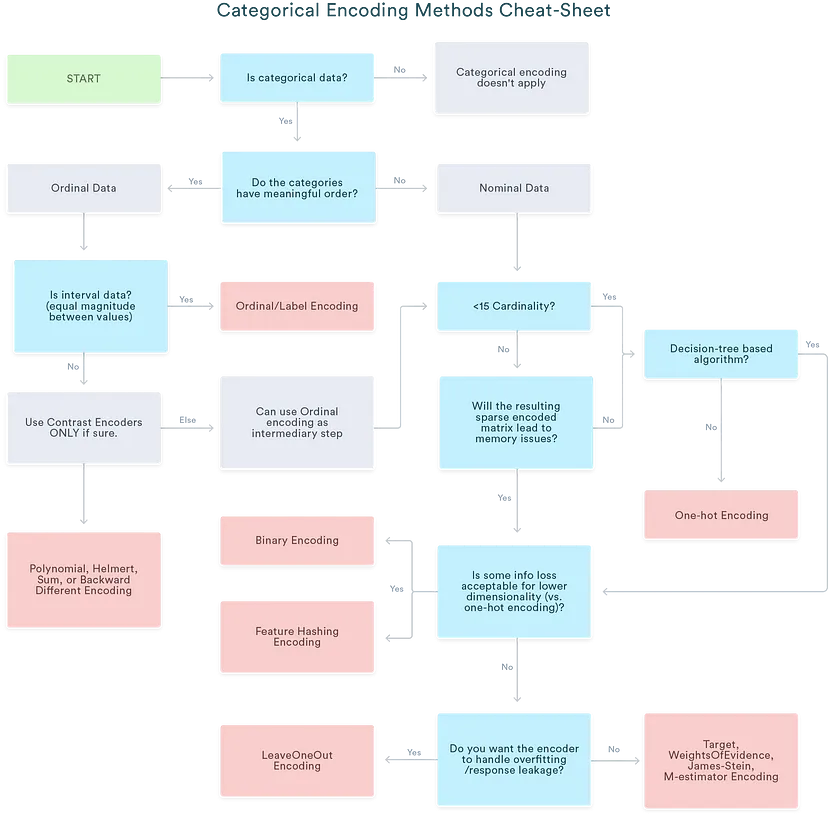 Categorical Encoding Methods Cheat-Sheet
START
Is categorical data?
No
Categorical encoding
doesn't apply
Yes
Ordinal Data
Yes
Do the categories
have meaningful order?
No
Nominal Data
Is interval data?
(equal magnitude
between values)
Yes
Ordinal/Label Encoding
<15 Cardinality?
Yes
No
Decision-tree based
algorithm?
Yes
No
Use Contrast Encoders
ONLY if sure.
Else
Can use Ordinal
encoding as
intermediary step
Will the resulting
sparse encoded
matrix lead to
memory issues?
No
No
Yes
One-hot Encoding
Binary Encoding
Polynomial, Helmert,
Sum, or Backward
Different Encoding
Yes
Is some info loss
acceptable for lower
dimensionality (vs.
one-hot encoding)?
Feature Hashing
Encoding
No
LeaveOneOut
Encoding
Yes
Do you want the encoder
to handle overfitting
/response leakage?
No
Target,
WeightsOfEvidence,
James-Stein,
M-estimator Encoding